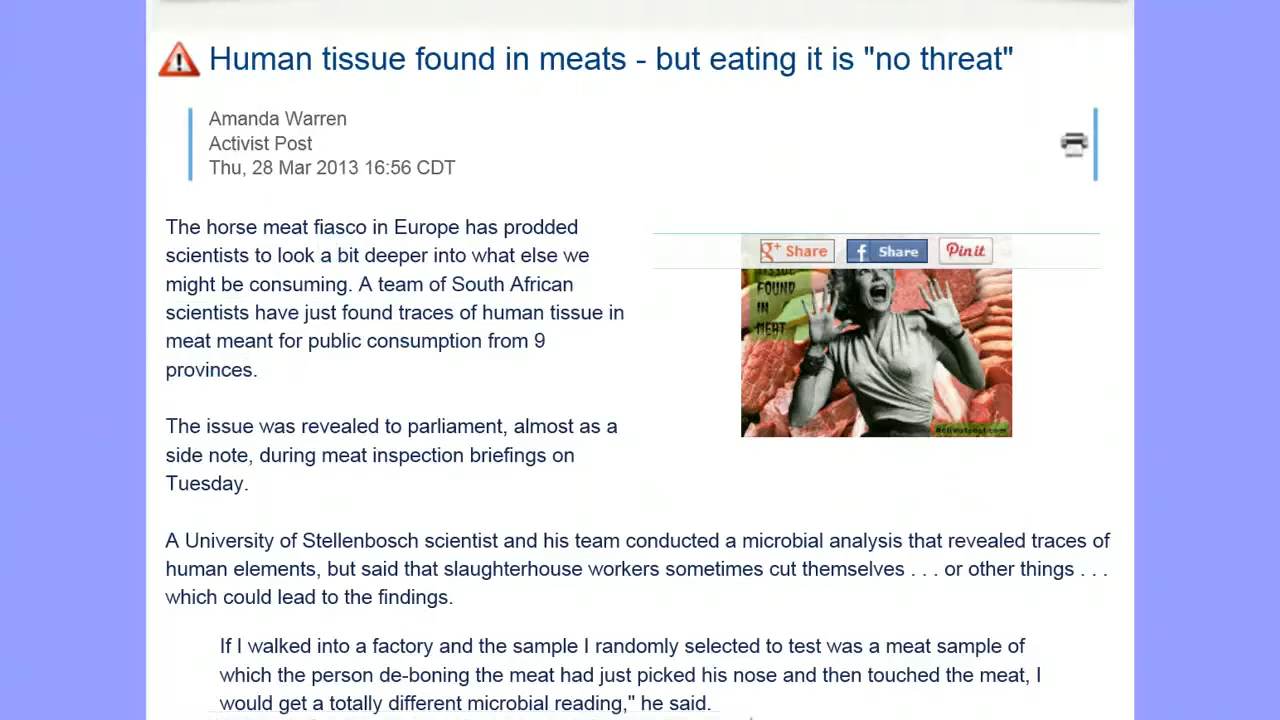 Human tissue found in meats - but eating it is "no threat"
Amanda Warren
Activist Post
Thu, 28 Mar 2013 16:56 CDT
The horse meat fiasco in Europe has prodded
scientists to look a bit deeper into what else we
might be consuming. A team of South African
scientists have just found traces of human tissue in
meat meant for public consumption from 9
provinces.
g+ Share
f Share
Pin it
FOUND
IN
MEAT
Activistpost.com
The issue was revealed to parliament, almost as a
side note, during meat inspection briefings on
Tuesday.
A University of Stellenbosch scientist and his team conducted a microbial analysis that revealed traces of
human elements, but said that slaughterhouse workers sometimes cut themselves . . . or other things . . .
which could lead to the findings.
If I walked into a factory and the sample I randomly selected to test was a meat sample of
which the person de-boning the meat had just picked his nose and then touched the meat, I
would get a totally different microbial reading," he said.